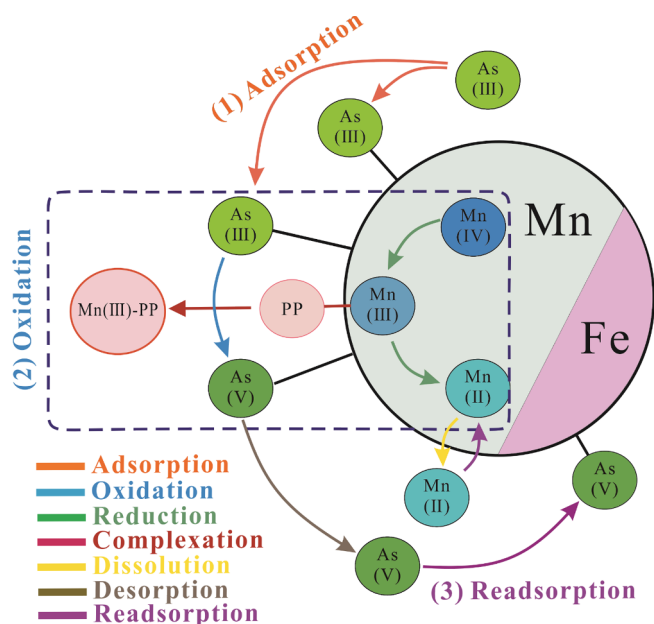 (1) Adsorption
As
(III)
As
(III)
As
(III)
Mn
Mn
(IV)
Fe
(2) Oxidation
Mn(III)-PP
PP
Mn
(III)
As
(V)
Mn
(II)
Mn
(II)
As
(V)
As
(V)
(3) Readsorption
Adsorption
Oxidation
Reduction
Complexation
Dissolution
Desorption
Readsorption